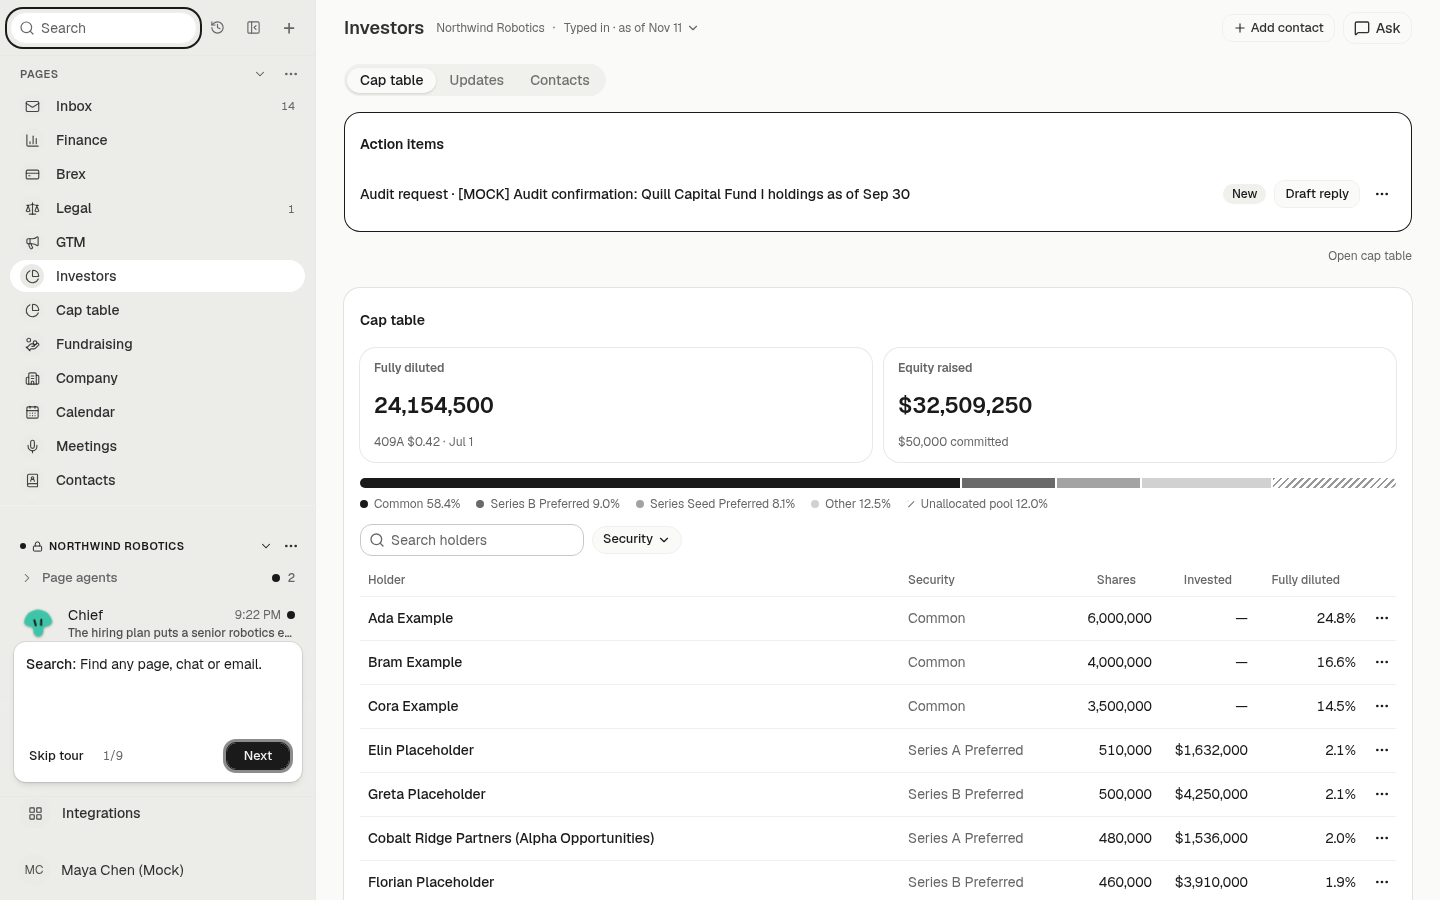 Search
PAGES
Inbox 14
Finance
Brex
Legal 1
GTM
Investors
Cap table
Fundraising
Company
Calendar
Meetings
Contacts
NORTHWIND ROBOTICS
Page agents 2
Chief 9:22 PM
The hiring plan puts a senior robotics e...
Search: Find any page, chat or email.
Skip tour 1/9 Next
Integrations
MC Maya Chen (Mock)
Investors Northwind Robotics · Typed in · as of Nov 11
Add contact Ask
Cap table Updates Contacts
Action items
Audit request · [MOCK] Audit confirmation: Quill Capital Fund I holdings as of Sep 30 New Draft reply
Open cap table
Cap table
Fully diluted
24,154,500
409A $0.42 · Jul 1
Equity raised
$32,509,250
$50,000 committed
Common 58.4% Series B Preferred 9.0% Series Seed Preferred 8.1% Other 12.5% Unallocated pool 12.0%
Search holders Security
Holder Security Shares Invested Fully diluted
Ada Example Common 6,000,000 — 24.8%
Bram Example Common 4,000,000 — 16.6%
Cora Example Common 3,500,000 — 14.5%
Elin Placeholder Series A Preferred 510,000 $1,632,000 2.1%
Greta Placeholder Series B Preferred 500,000 $4,250,000 2.1%
Cobalt Ridge Partners (Alpha Opportunities) Series A Preferred 480,000 $1,536,000 2.0%
Florian Placeholder Series B Preferred 460,000 $3,910,000 1.9%